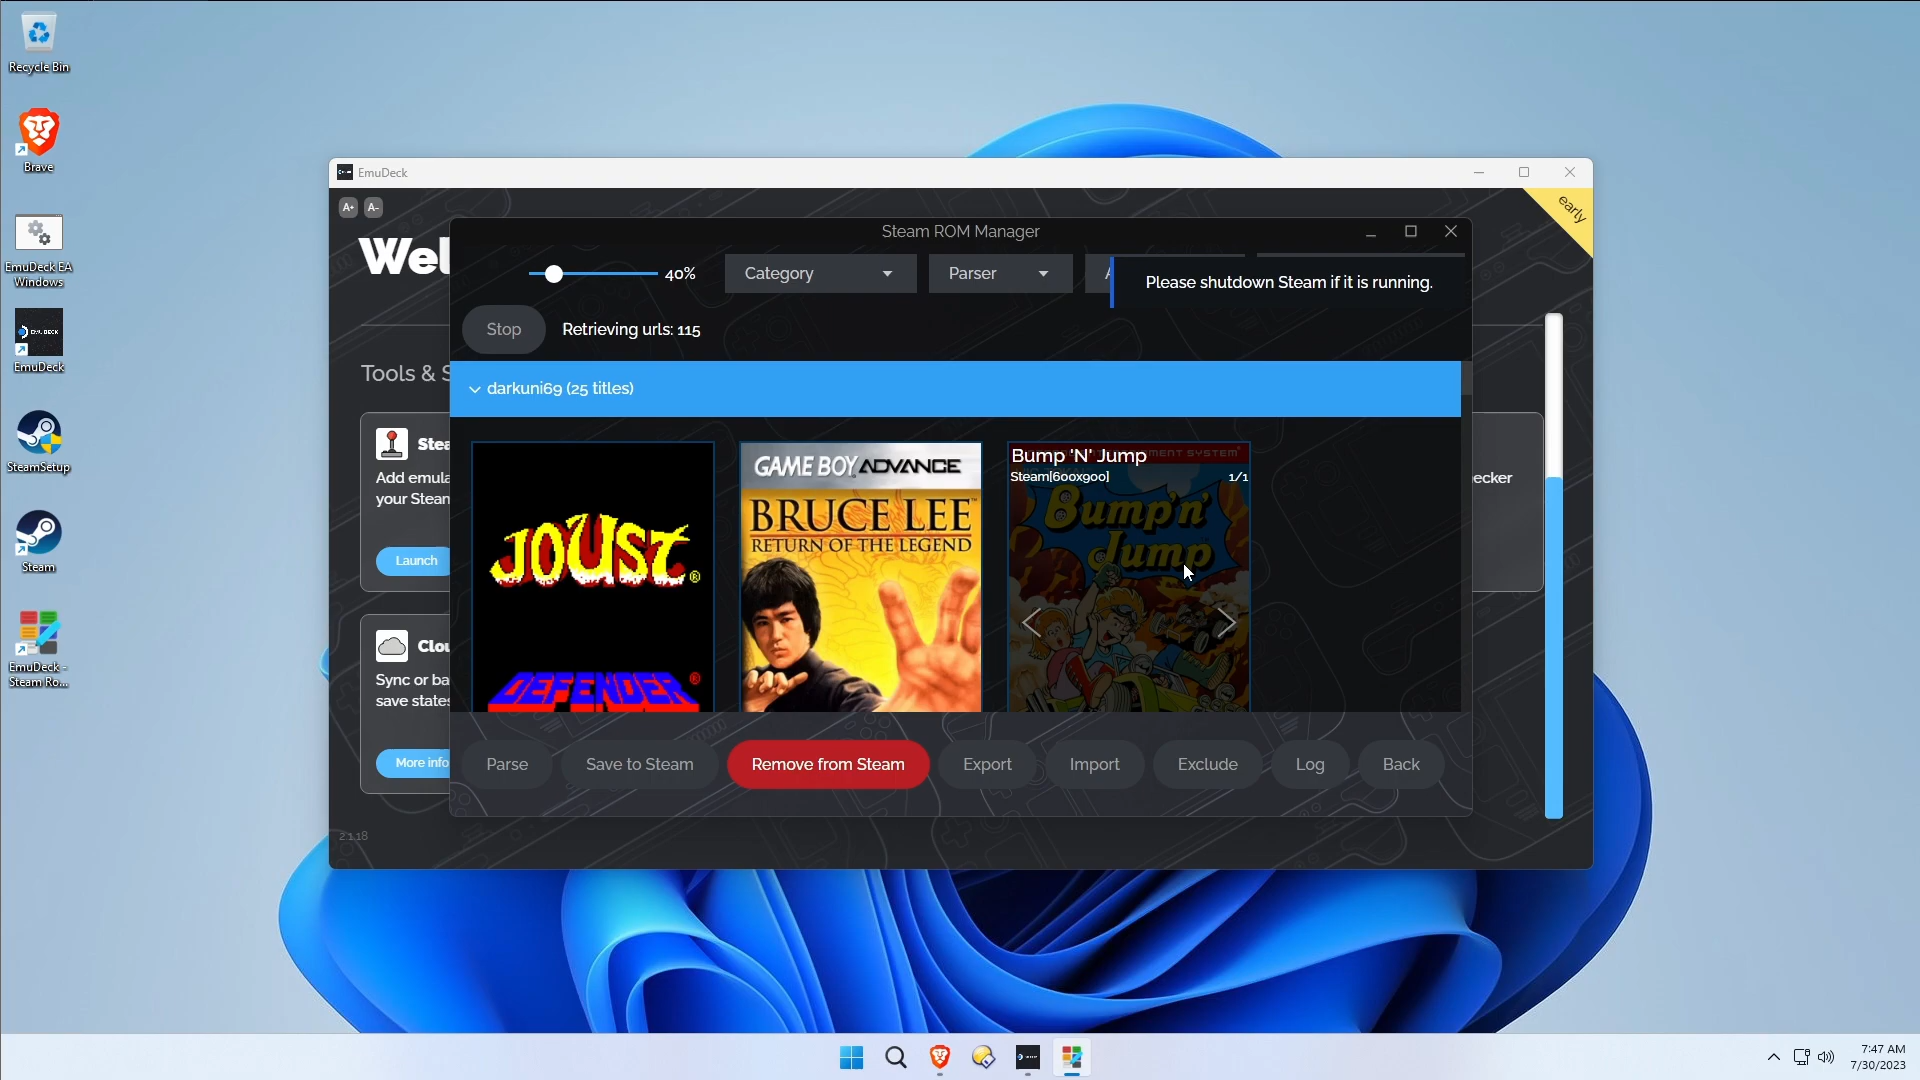 Recycle Bin
Brave
EmuDeck EA
Windows
EmuDeck
SteamSetup
Steam
EmuDeck -
Steam Ro...
EmuDeck
A+
A-
early
Wel
Tools & S
Stea
Add emula
your Stean
Launch
Clou
Sync or ba
save states
More info
2.1.18
ecker
Steam ROM Manager
40%
Category
Parser
Please shutdown Steam if it is running.
Stop
Retrieving urls: 115
darkuni69 (25 titles)
JOUST
DEFENDER
GAME BOY ADVANCE
BRUCE LEE
RETURN OF THE LEGEND
Bump 'N' Jump
Steam[600x900]
1/1
Bump'n'
Jump
Parse
Save to Steam
Remove from Steam
Export
Import
Exclude
Log
Back
7:47 AM
7/30/2023